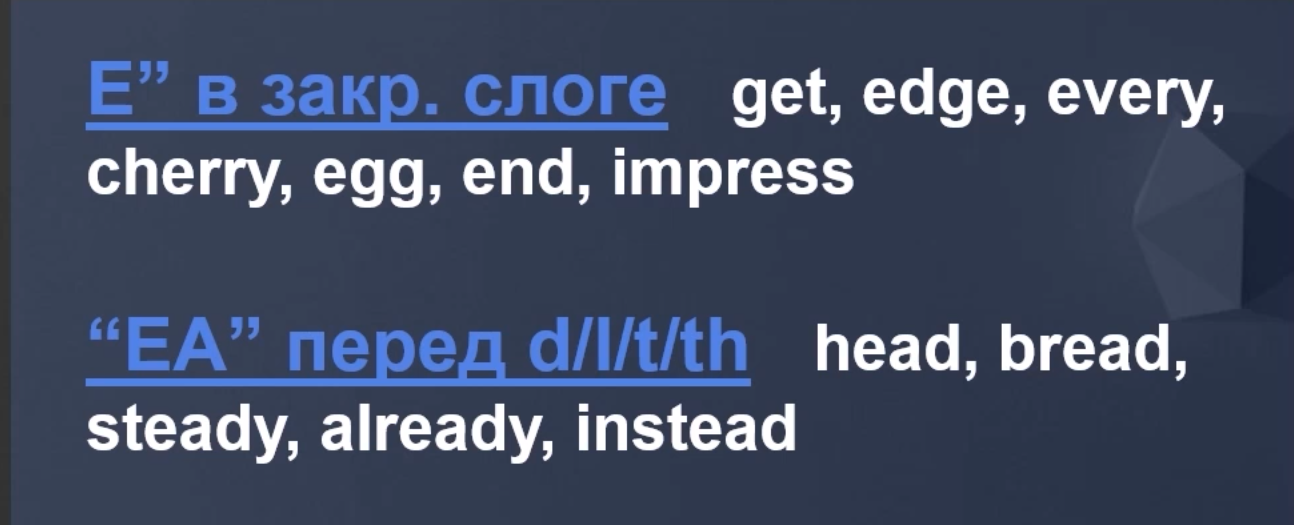 E” в закр. слоге get, edge, every,
cherry, egg, end, impress
“EA” перед d/l/t/th head, bread,
steady, already, instead